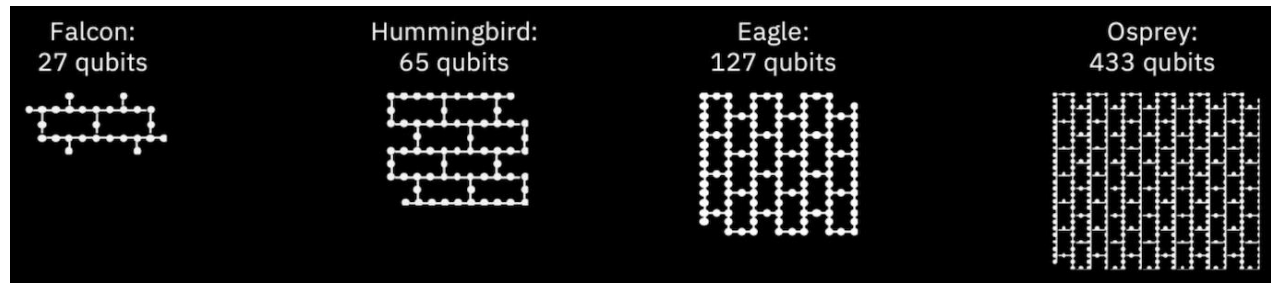 Falcon:
27 qubits
Hummingbird:
65 qubits
Eagle:
127 qubits
Osprey:
433 qubits